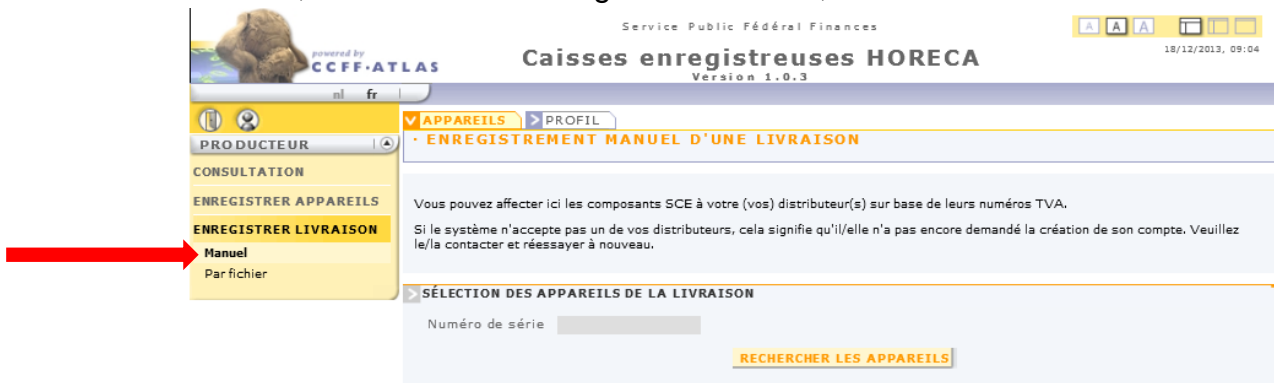 Service Public Fédéral Finances
A A A
powered by
CCFF-ATLAS
Caisses enregistreuses HORECA
18/12/2013, 09:04
Version 1.0.3
nl fr
APPAREILS PROFIL
PRODUCTEUR
· ENREGISTREMENT MANUEL D'UNE LIVRAISON
CONSULTATION
ENREGISTRER APPAREILS
ENREGISTRER LIVRAISON
Manuel
Par fichier
Vous pouvez affecter ici les composants SCE à votre (vos) distributeur(s) sur base de leurs numéros TVA.
Si le système n'accepte pas un de vos distributeurs, cela signifie qu'il/elle n'a pas encore demandé la création de son compte. Veuillez
le/la contacter et réessayer à nouveau.
SÉLECTION DES APPAREILS DE LA LIVRAISON
Numéro de série
RECHERCHER LES APPAREILS